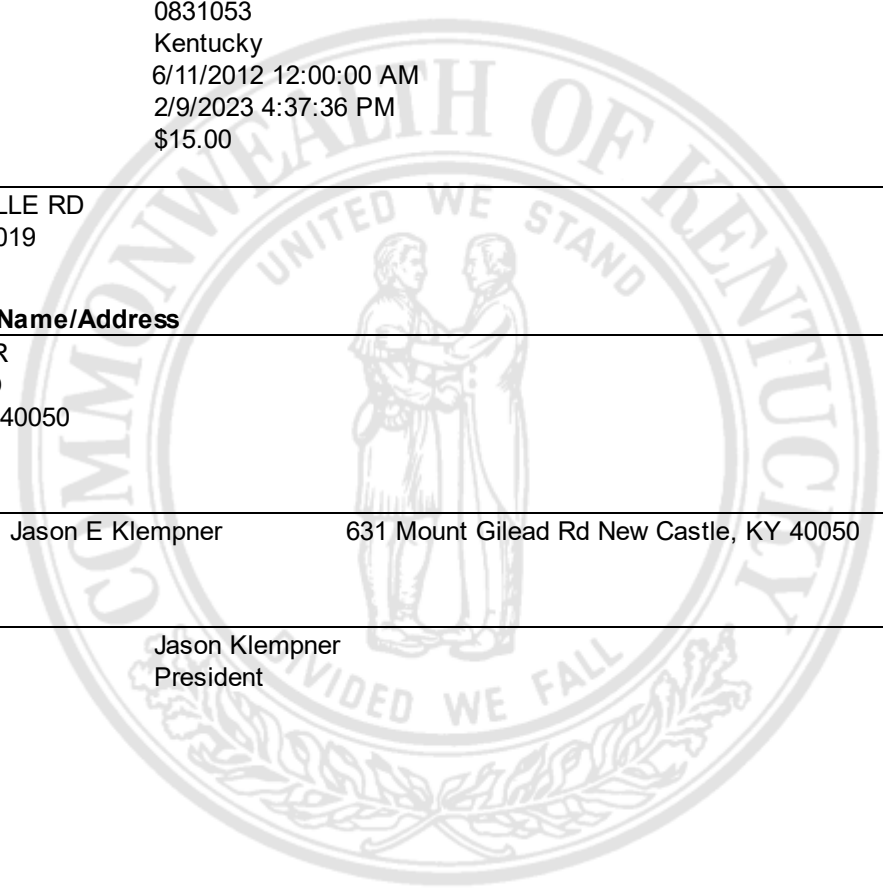 0831053
Kentucky
6/11/2012 12:00:00 AM
2/9/2023 4:37:36 PM
$15.00
LLE RD
019
Name/Address
R
40050
Jason E Klempner 631 Mount Gilead Rd New Castle, KY 40050
Jason Klempner
President
COMMONWEALTH OF KENTUCKY
UNITED WE STAND
DIVIDED WE FALL